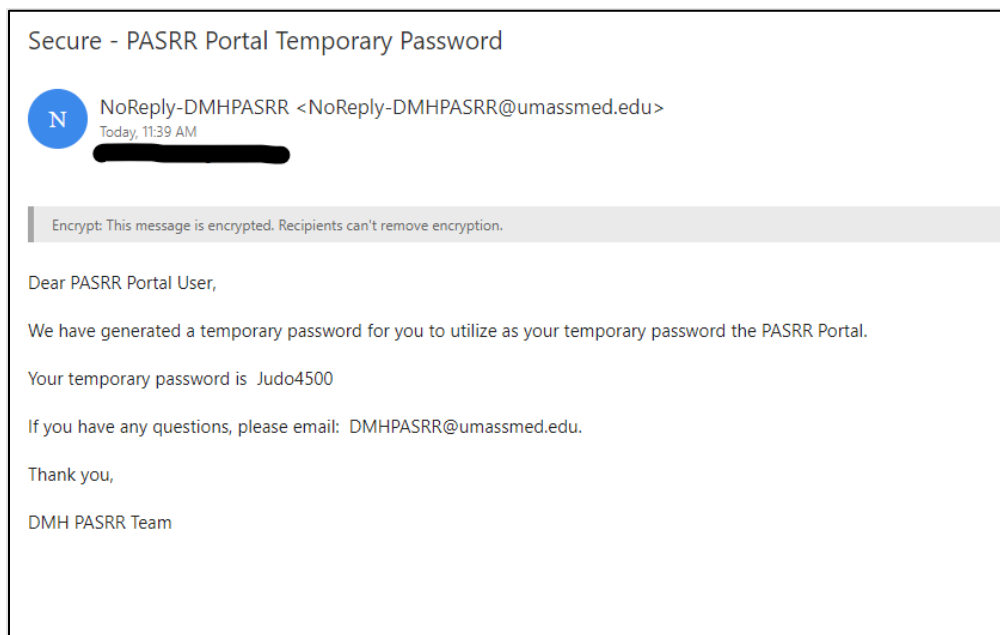 Secure - PASRR Portal Temporary Password
N
NoReply-DMHPASRR <NoReply-DMHPASRR@umassmed.edu>
Today, 11:39 AM
Encrypt: This message is encrypted. Recipients can't remove encryption.
Dear PASRR Portal User,
We have generated a temporary password for you to utilize as your temporary password the PASRR Portal.
Your temporary password is  Judo4500
If you have any questions, please email:  DMHPASRR@umassmed.edu.
Thank you,
DMH PASRR Team